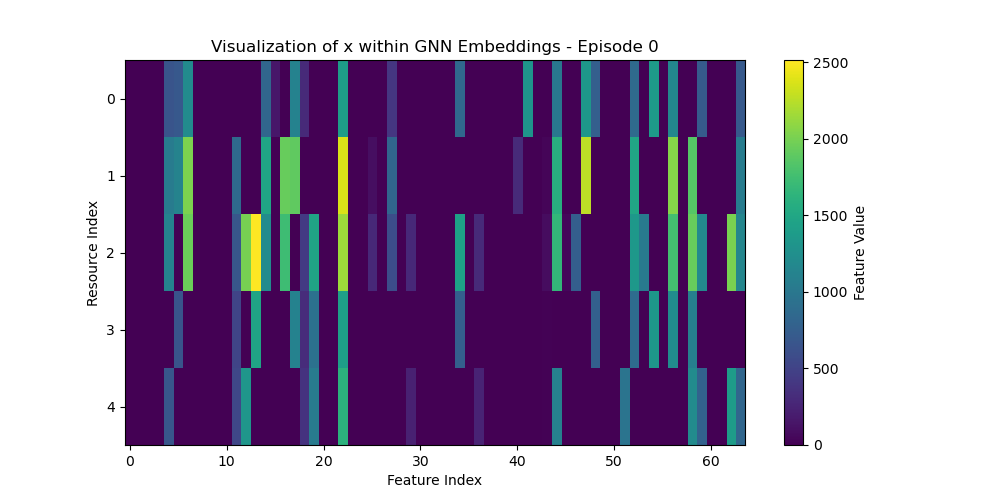 Visualization of x within GNN Embeddings - Episode 0
Resource Index
0
1
2
3
4
0 10 20 30 40 50 60
Feature Index
2500
2000
1500
1000
500
0
Feature Value